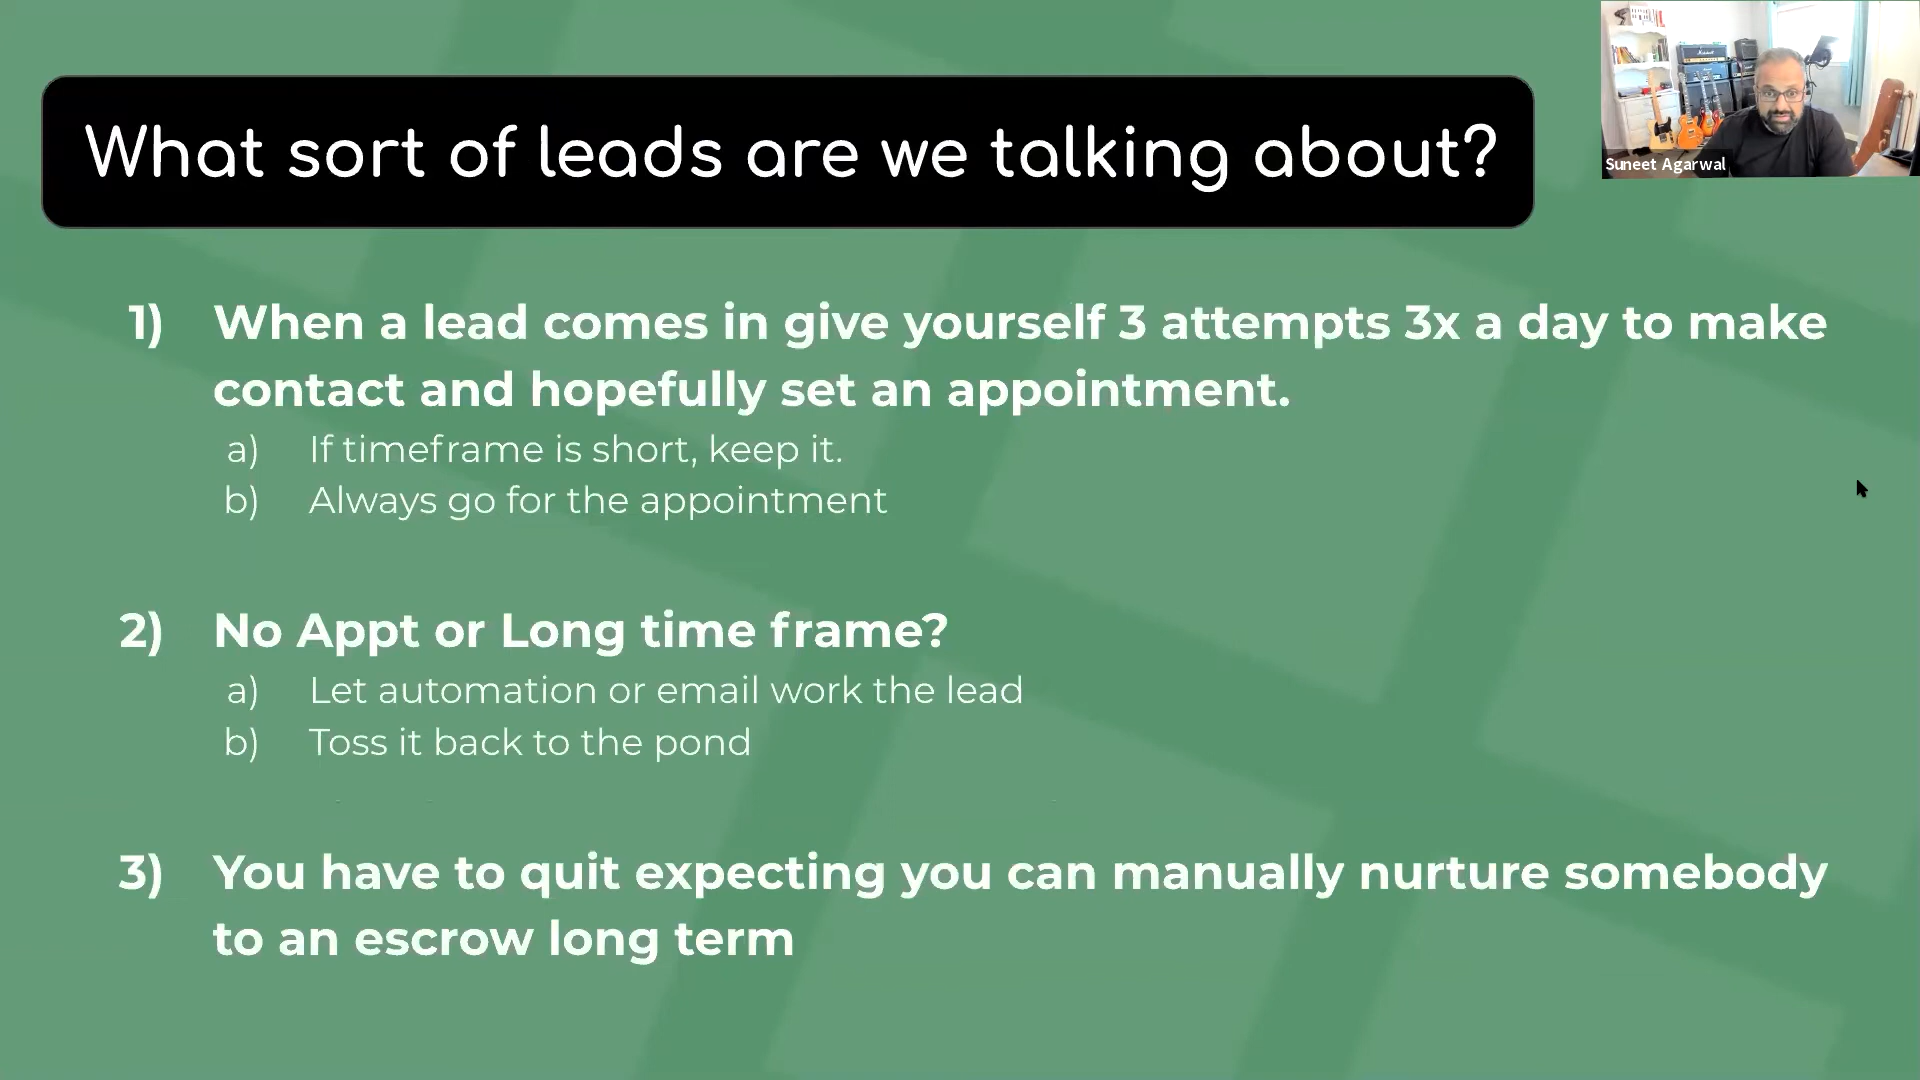 What sort of leads are we talking about?
Suneet Agarwal
1) When a lead comes in give yourself 3 attempts 3x a day to make
contact and hopefully set an appointment.
a) If timeframe is short, keep it.
b) Always go for the appointment
2) No Appt or Long time frame?
a) Let automation or email work the lead
b) Toss it back to the pond
3) You have to quit expecting you can manually nurture somebody
to an escrow long term